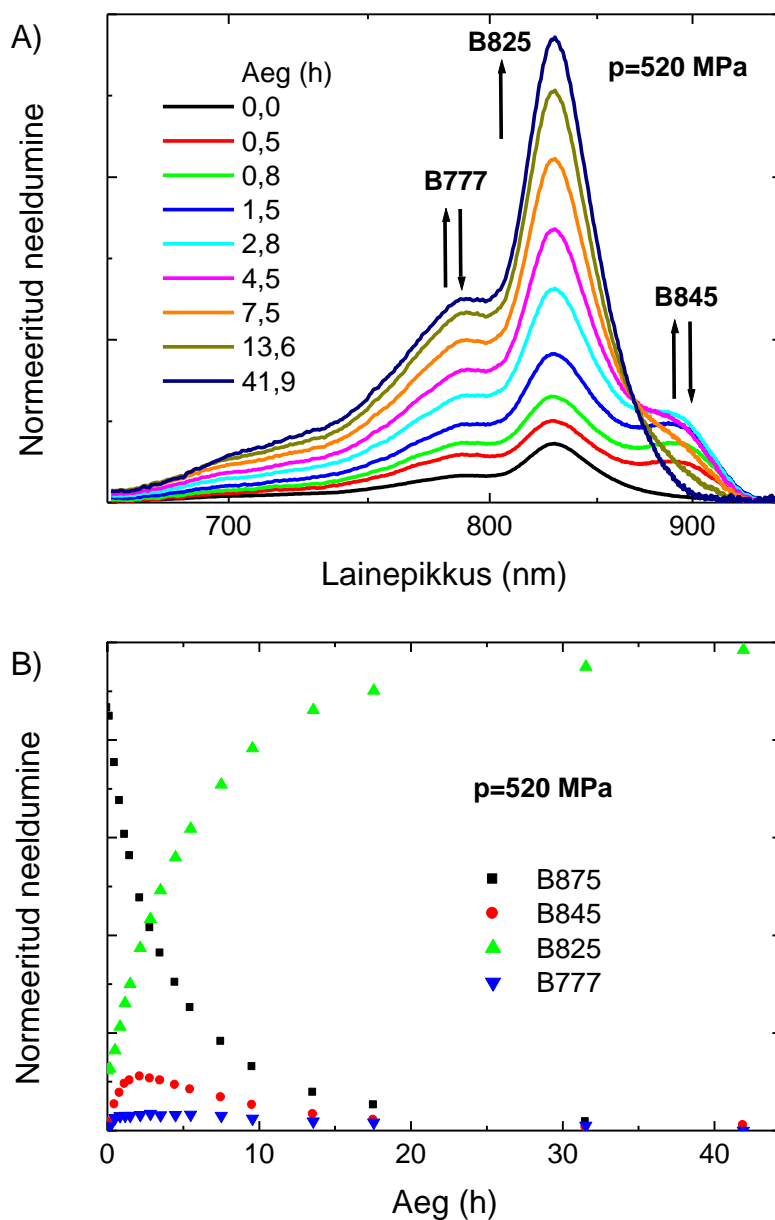 A)
Normeeritud neeldumine
Aeg (h)
0,0
0,5
0,8
1,5
2,8
4,5
7,5
13,6
41,9
B777
B825
p=520 MPa
B845
700
800
900
Lainepikkus (nm)
B)
Normeeritud neeldumine
p=520 MPa
B875
B845
B825
B777
0
10
20
30
40
Aeg (h)